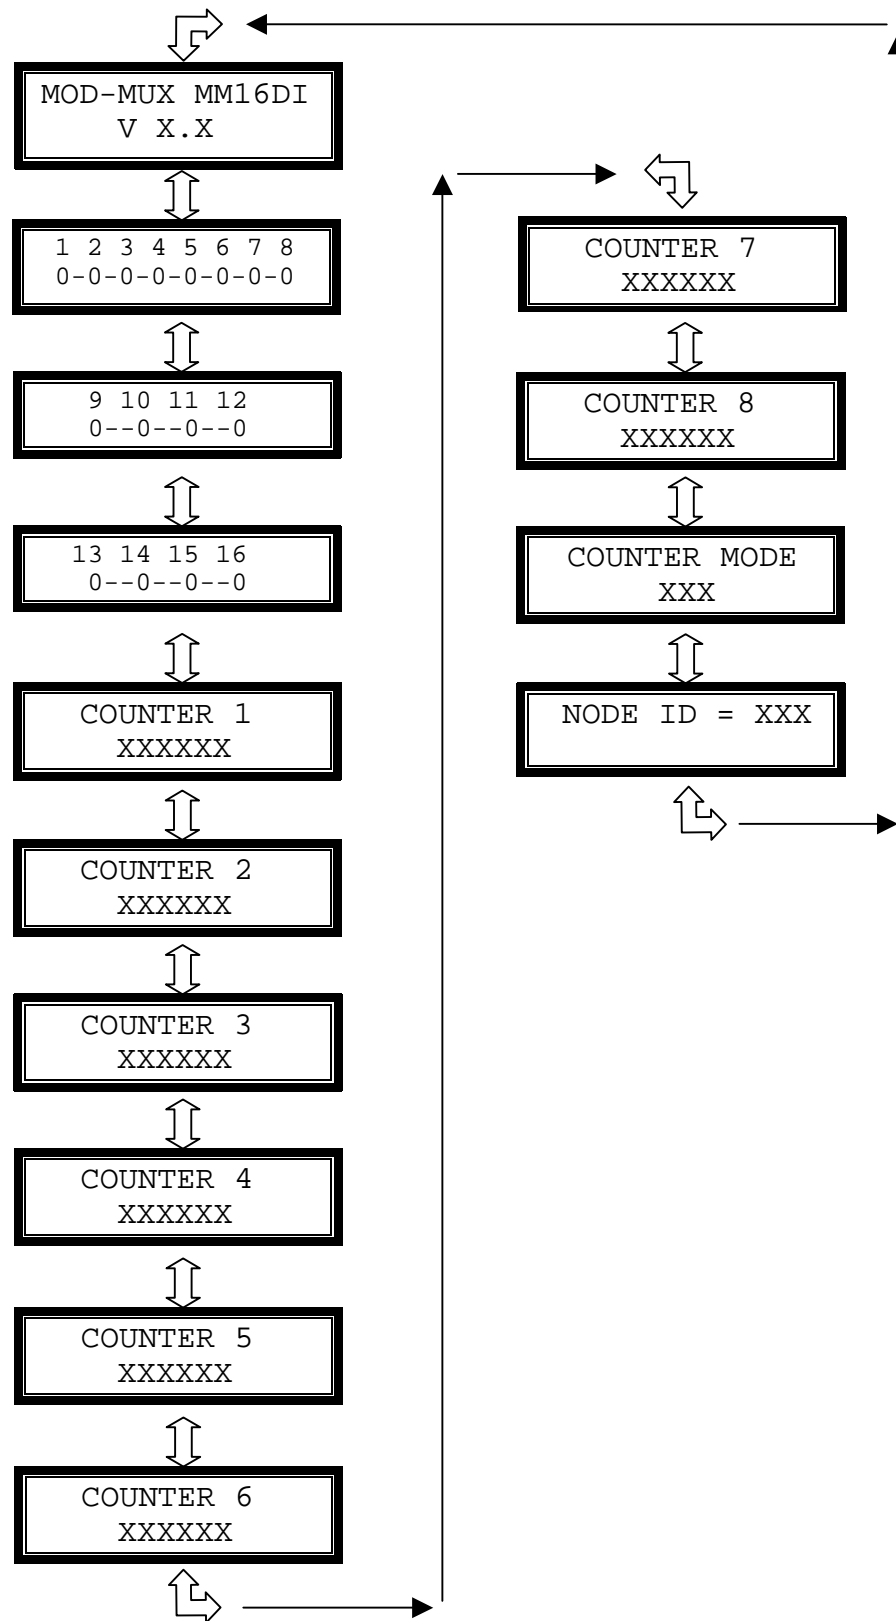 MOD-MUX MM16DI
V X.X
1 2 3 4 5 6 7 8
0-0-0-0-0-0-0-0
9 10 11 12
0--0--0--0
13 14 15 16
0--0--0--0
COUNTER 1
XXXXXX
COUNTER 2
XXXXXX
COUNTER 3
XXXXXX
COUNTER 4
XXXXXX
COUNTER 5
XXXXXX
COUNTER 6
XXXXXX
COUNTER 7
XXXXXX
COUNTER 8
XXXXXX
COUNTER MODE
XXX
NODE ID = XXX